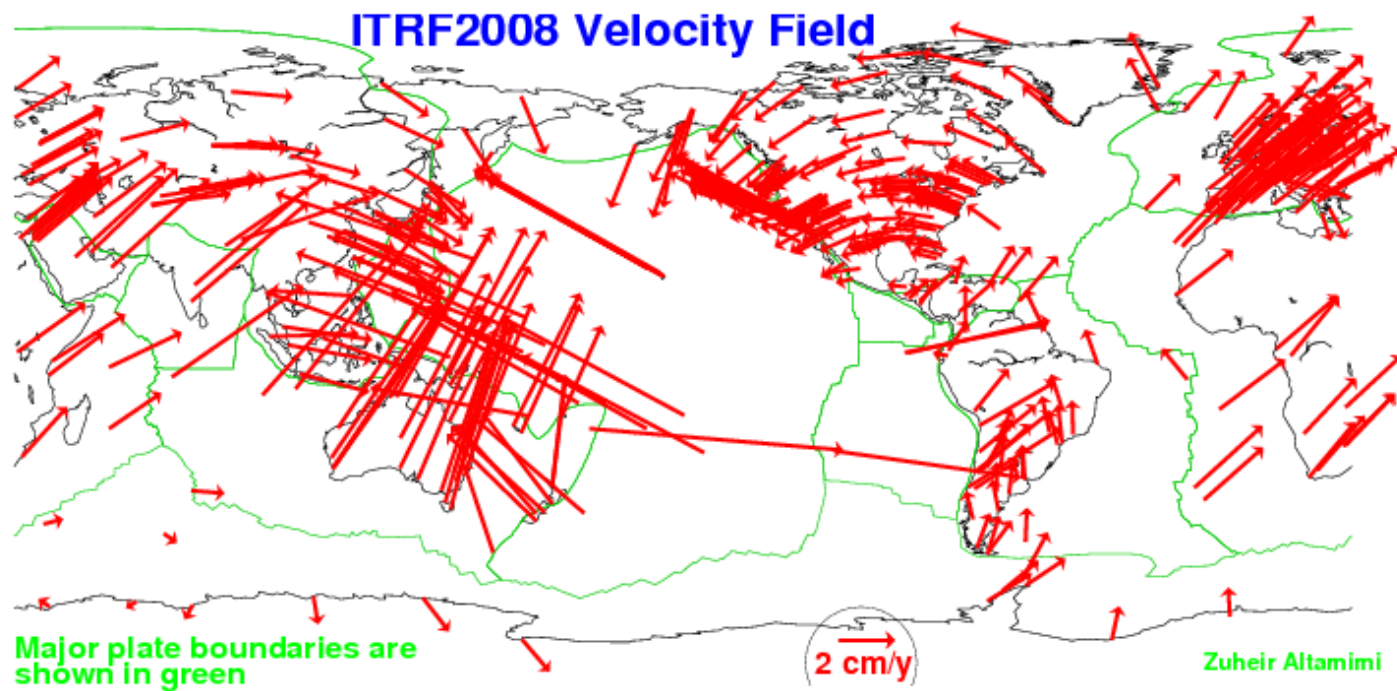 ITRF2008 Velocity Field
Major plate boundaries are
shown in green
2 cm/y
Zuheir Altamimi